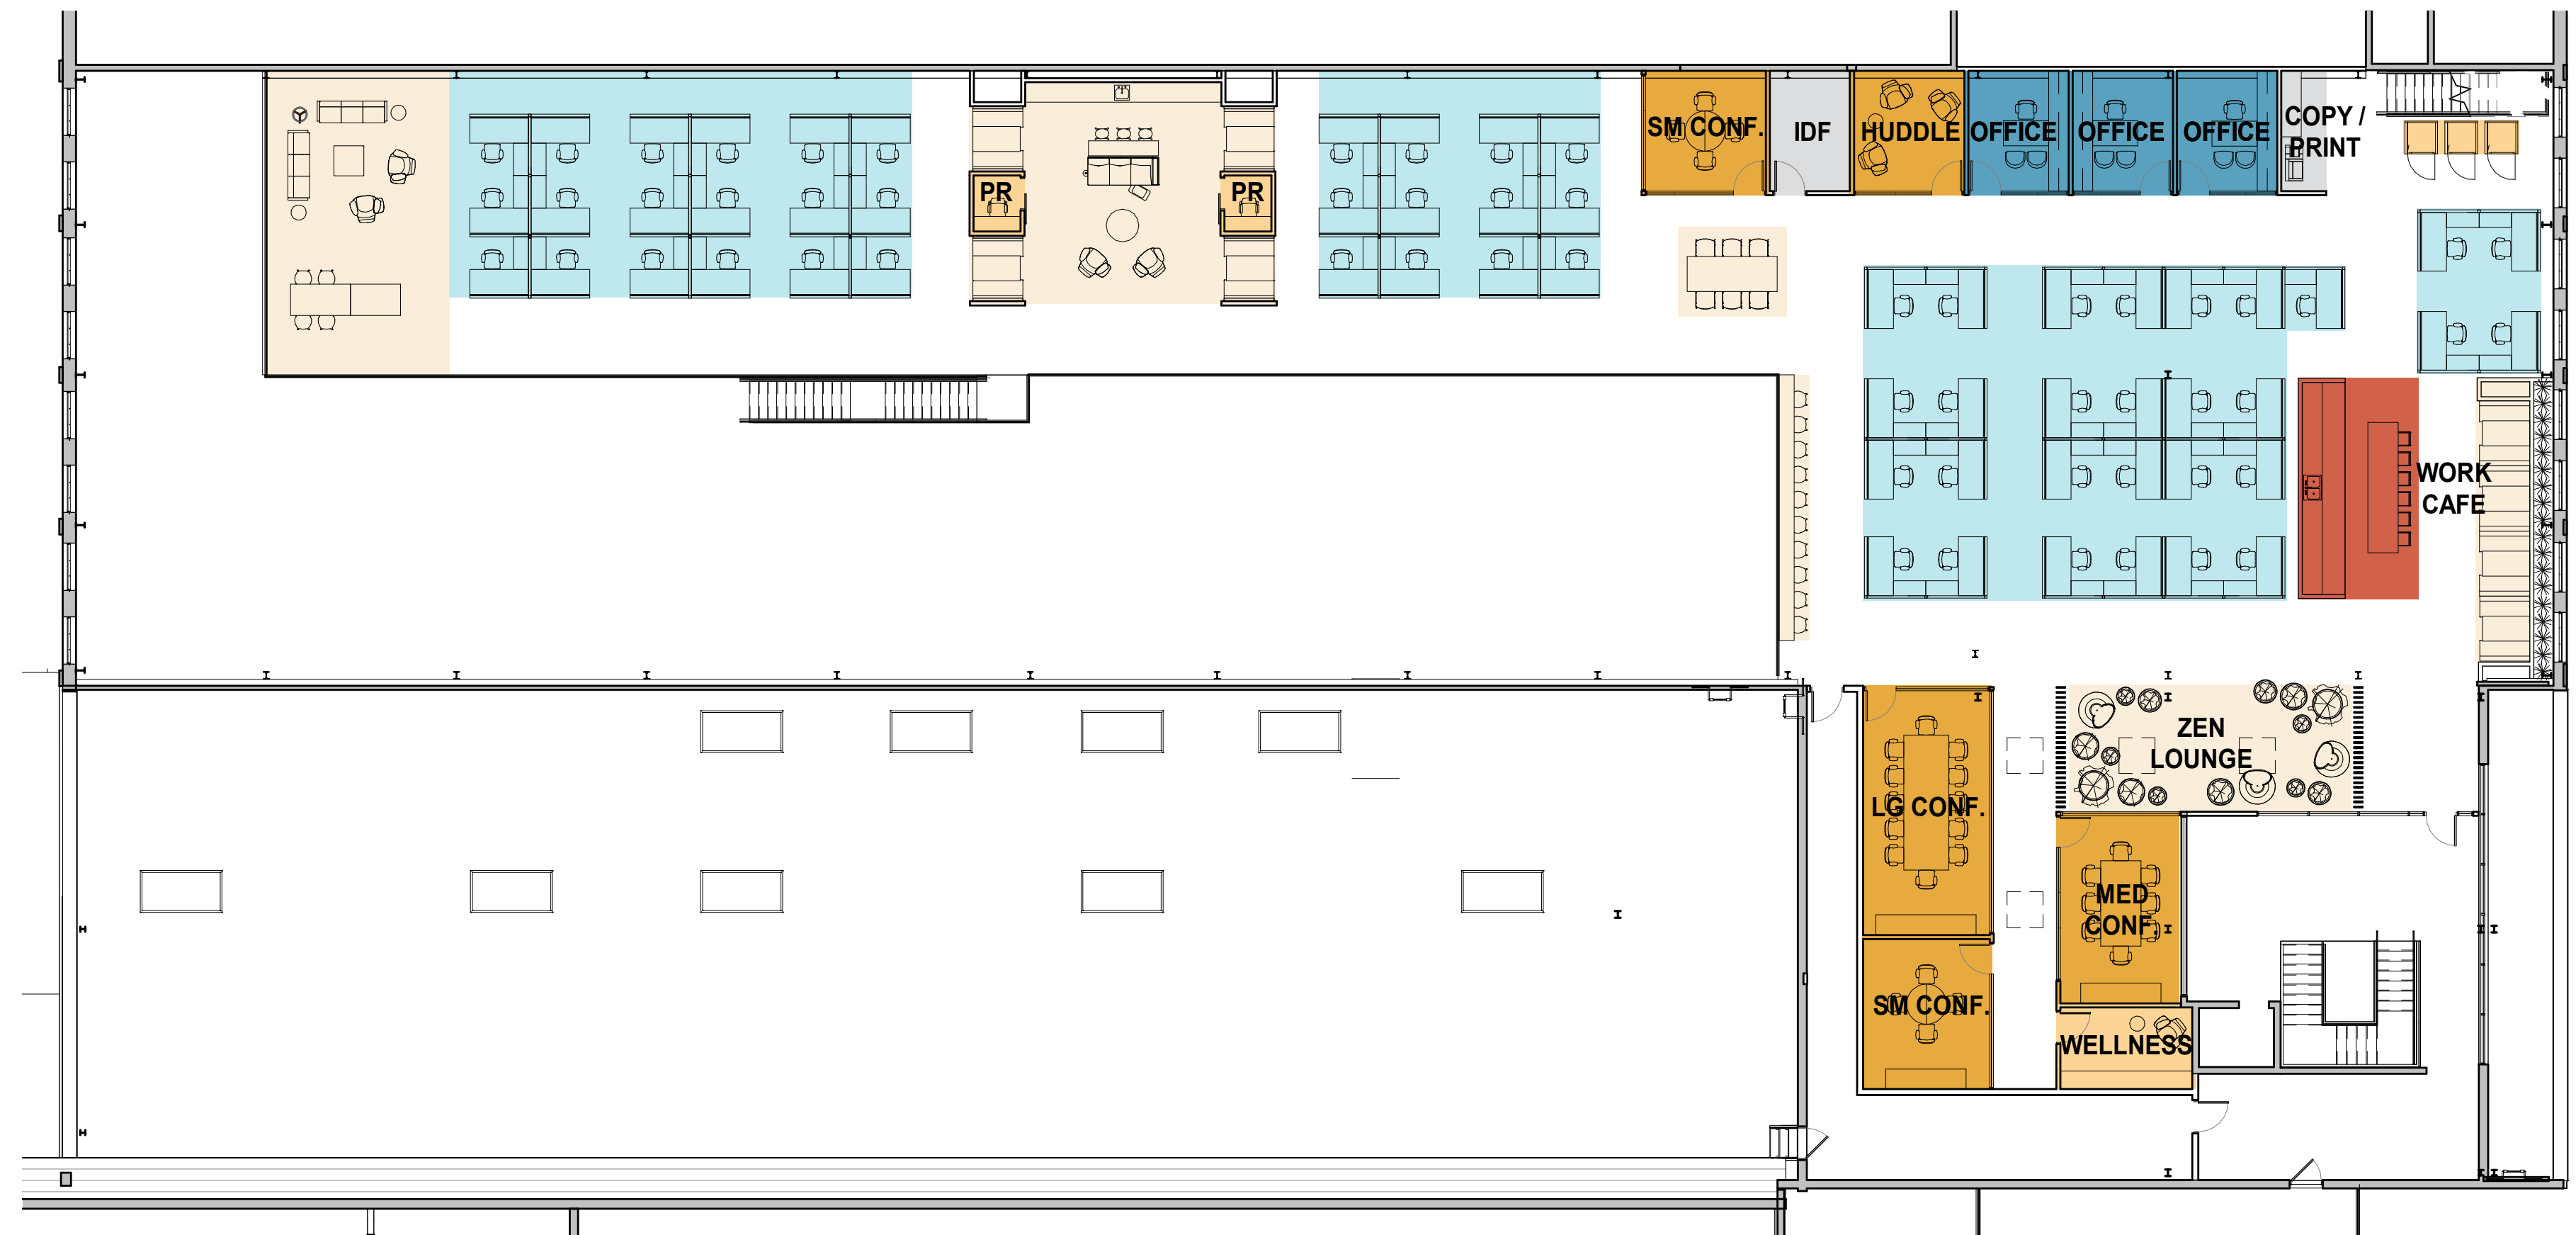 SM CONF.
IDF
HUDDLE
OFFICE
OFFICE
OFFICE
COPY /
PRINT
PR
PR
WORK
CAFE
ZEN
LOUNGE
LG CONF.
MED
CONF.
SM CONF.
WELLNESS